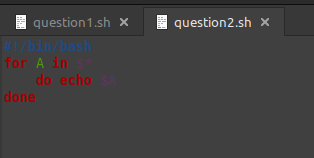 question1.sh question2.sh
#!/bin/bash
for A in $*
do echo $A
done